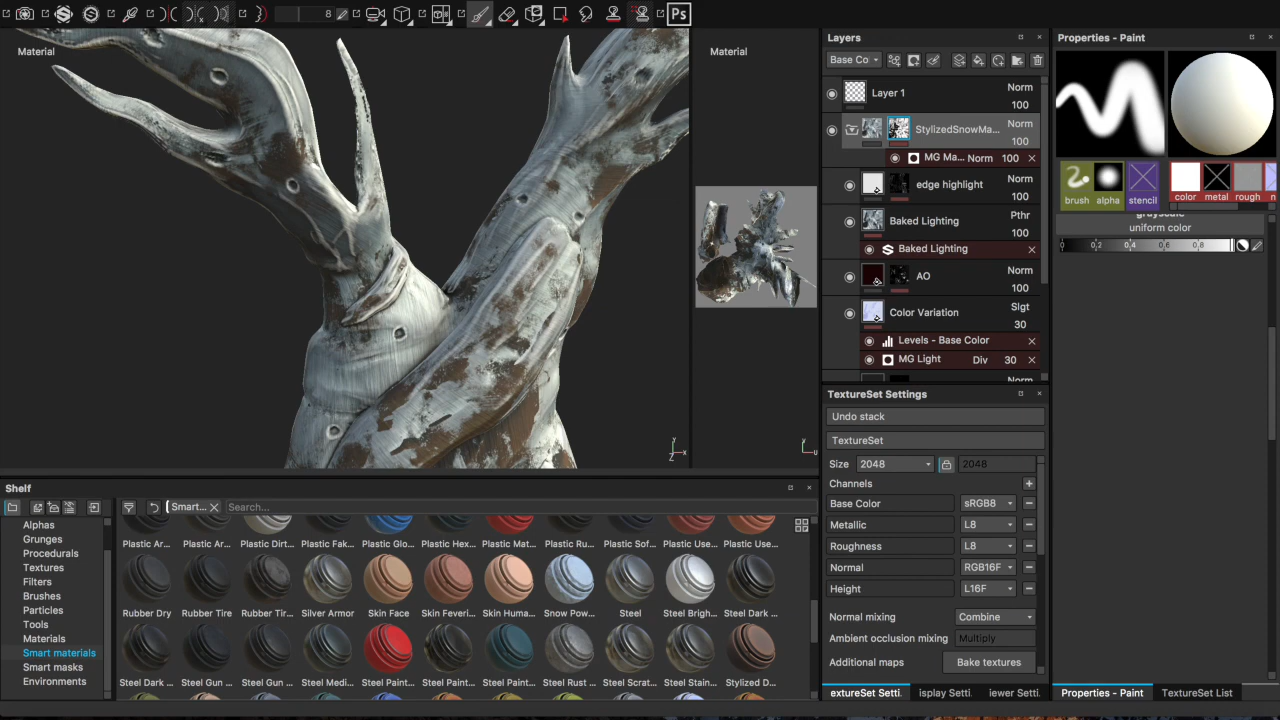 8
Ps
Material
Material
Layers
Base Co
Layer 1
Norm
100
StylizedSnowMa...
Norm
100
MG Ma... Norm 100
edge highlight
Norm
100
Baked Lighting
Pthr
100
Baked Lighting
AO
Norm
100
Color Variation
Slgt
30
Levels - Base Color
MG Light Div 30
Norm
Properties - Paint
brush alpha stencil
color metal rough n
grayscale
uniform color
0 0.2 0.4 0.6 0.8
TextureSet Settings
Undo stack
TextureSet
Size 2048 2048
Channels
Base Color sRGB8
Metallic L8
Roughness L8
Normal RGB16F
Height L16F
Normal mixing Combine
Ambient occlusion mixing Multiply
Additional maps Bake textures
extureSet Setti. isplay Setti. iewer Setti.
Properties - Paint TextureSet List
Shelf
Smart... Search...
Alphas
Grunges
Procedurals
Textures
Filters
Brushes
Particles
Tools
Materials
Smart materials
Smart masks
Environments
Plastic Ar... Plastic Ar... Plastic Dirt... Plastic Fak... Plastic Glo... Plastic Hex... Plastic Mat... Plastic Ru... Plastic Sof... Plastic Use... Plastic Use...
Rubber Dry Rubber Tire Rubber Tir... Silver Armor Skin Face Skin Feveri... Skin Huma... Snow Pow... Steel Steel Brigh... Steel Dark ...
Steel Dark ... Steel Gun ... Steel Gun ... Steel Medi... Steel Paint... Steel Paint... Steel Paint... Steel Rust ... Steel Scrat... Steel Stain... Stylized D...